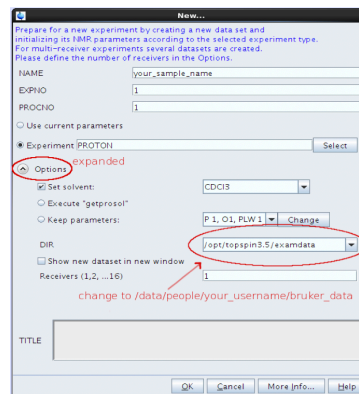 New...
Prepare for a new experiment by creating a new data set and
initializing its NMR parameters according to the selected experiment type.
For multi-receiver experiments several datasets are created.
Please define the number of receivers in the Options.
NAME your_sample_name
EXPNO 1
PROCNO 1
Use current parameters
Experiment PROTON Select
expanded
Options
Set solvent: CDCl3
Execute "getprosol"
Keep parameters: P 1, O1, PLW 1 Change
DIR /opt/topspin3.5/examdata
Show new dataset in new window
Receivers (1,2, ...16) 1
change to /data/people/your_username/bruker_data
TITLE
OK Cancel More Info... Help